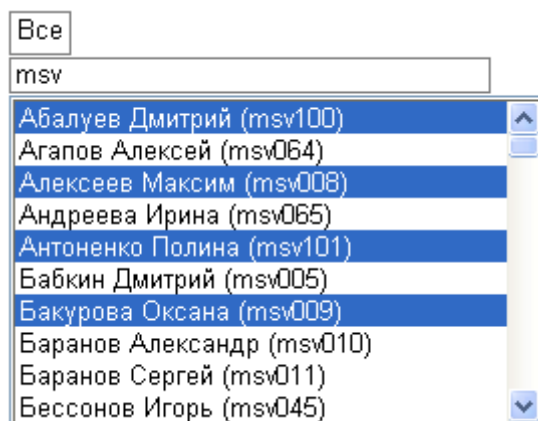 Все
msv
Абалуев Дмитрий (msv100)
Агапов Алексей (msv064)
Алексеев Максим (msv008)
Андреева Ирина (msv065)
Антоненко Полина (msv101)
Бабкин Дмитрий (msv005)
Бакурова Оксана (msv009)
Баранов Александр (msv010)
Баранов Сергей (msv011)
Бессонов Игорь (msv045)